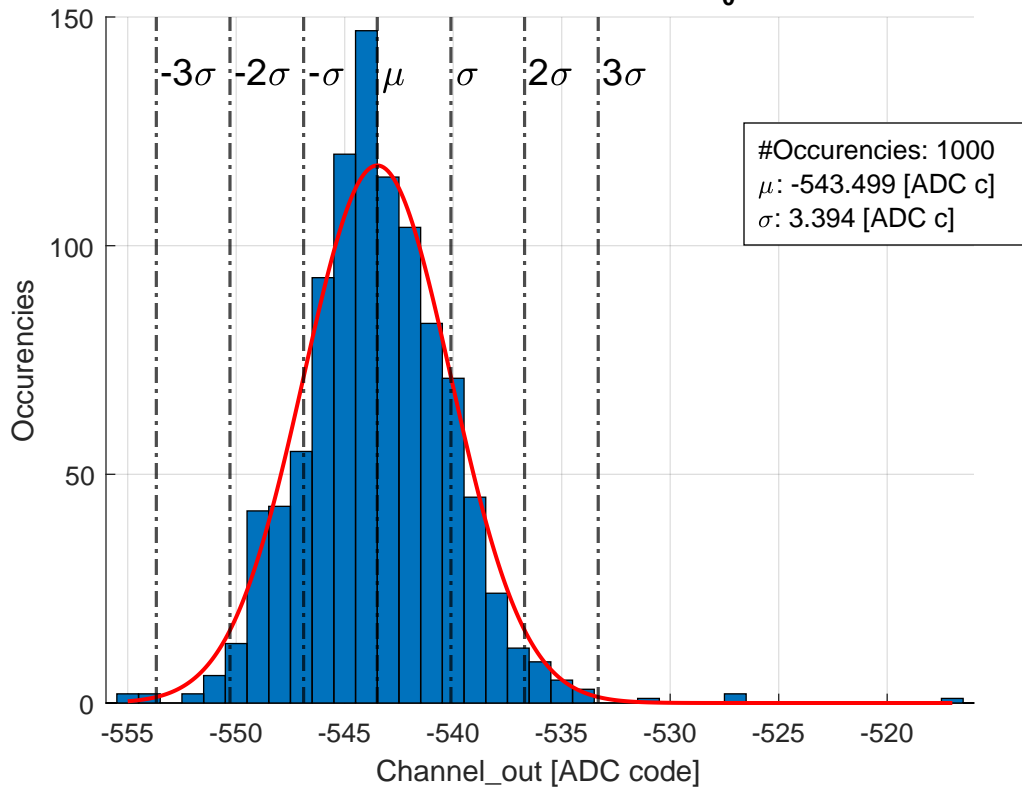 150
100
50
0
-3σ
-2σ
-σ
μ
σ
2σ
3σ
#Occurencies: 1000
μ: -543.499 [ADC c]
σ: 3.394 [ADC c]
Occurencies
-555
-550
-545
-540
-535
-530
-525
-520
Channel_out [ADC code]